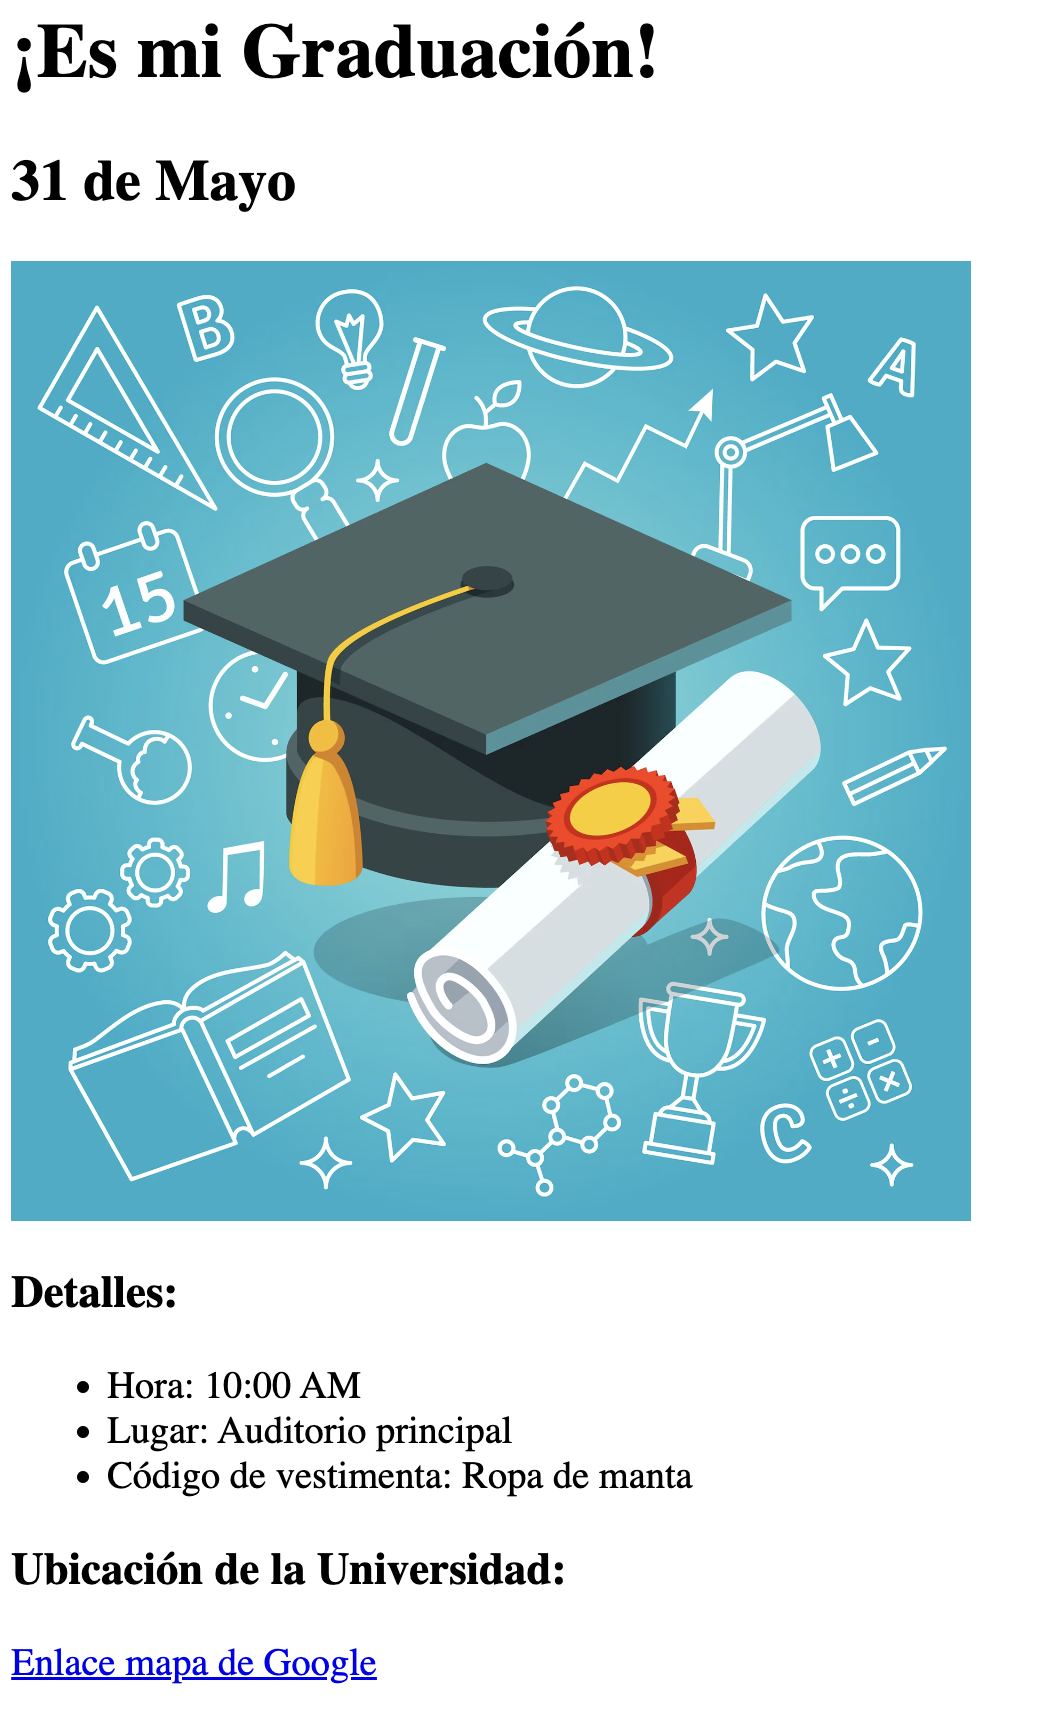 ¡Es mi Graduación!
31 de Mayo
B
A
15
C
+ -
÷ ×
Detalles:
• Hora: 10:00 AM
• Lugar: Auditorio principal
• Código de vestimenta: Ropa de manta
Ubicación de la Universidad:
Enlace mapa de Google